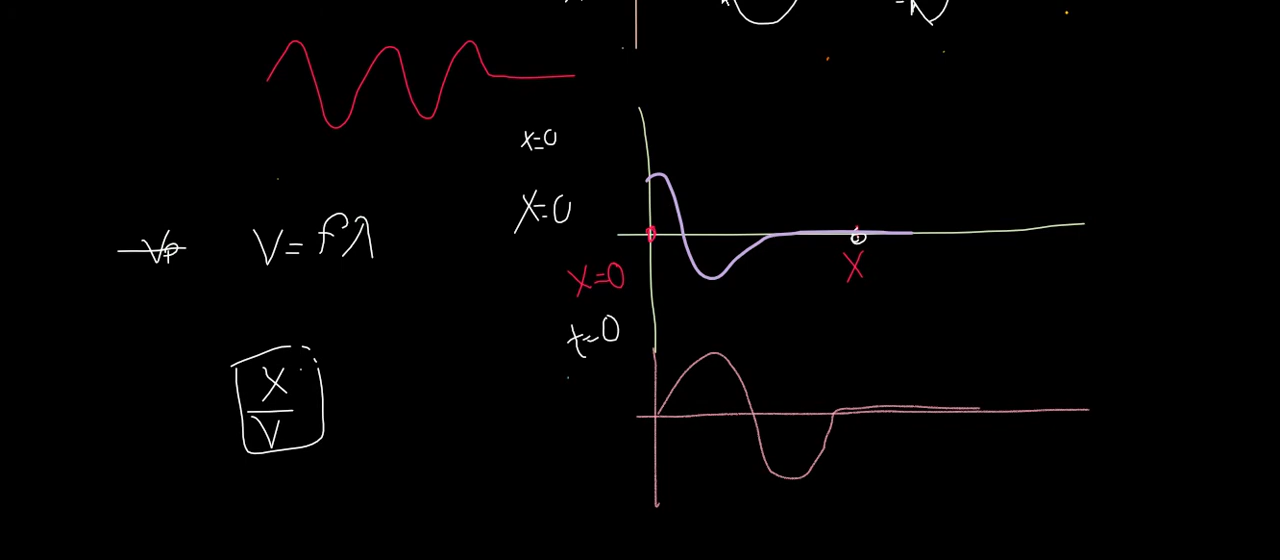 x=0
V = fλ
x=0
Vp
x=0
X
t=0
X
V